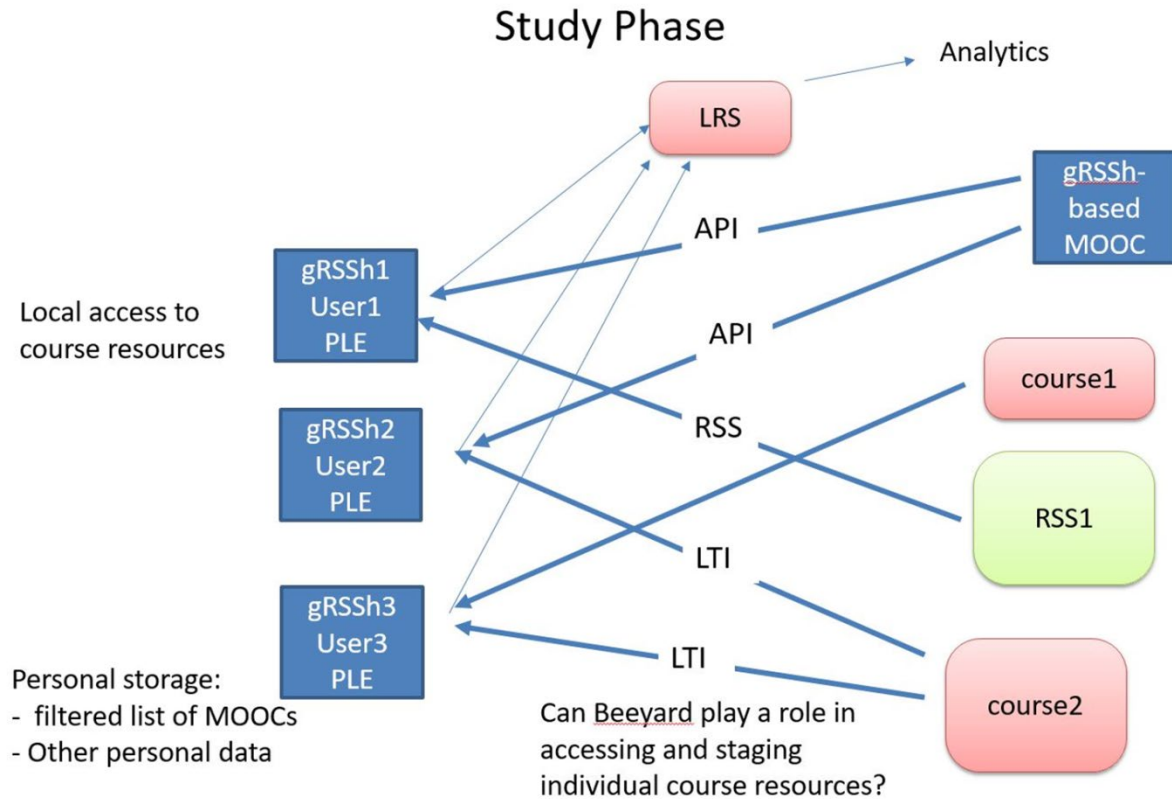 Study Phase
Analytics
LRS
gRSSh-
based
MOOC
API
gRSSh1
User1
PLE
Local access to
course resources
API
course1
gRSSh2
User2
PLE
RSS
RSS1
LTI
gRSSh3
User3
PLE
LTI
course2
Personal storage:
- filtered list of MOOCs
- Other personal data
Can Beeyard play a role in
accessing and staging
individual course resources?